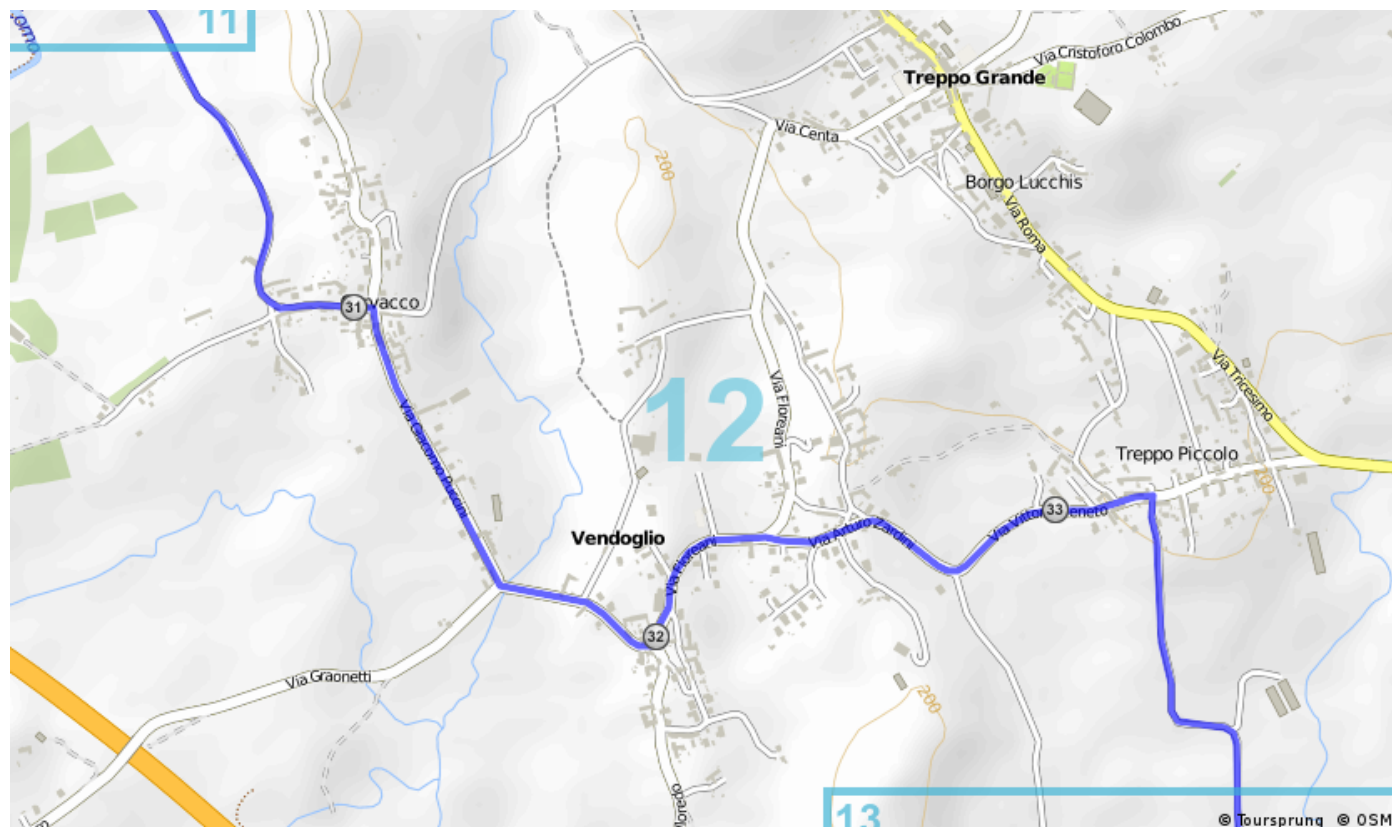 11
Via Cristoforo Colombo
Treppo Grande
Via Centa
200
Borgo Lucchis
Via Roma
31
vacco
Via Tricesimo
Via Floreani
12
Via Giacomo Puccini
Treppo Piccolo
200
33
Vendoglio
Via Arturo Zardini
Via Floreani
32
Via Graonetti
200
13
© Toursprung © OSM